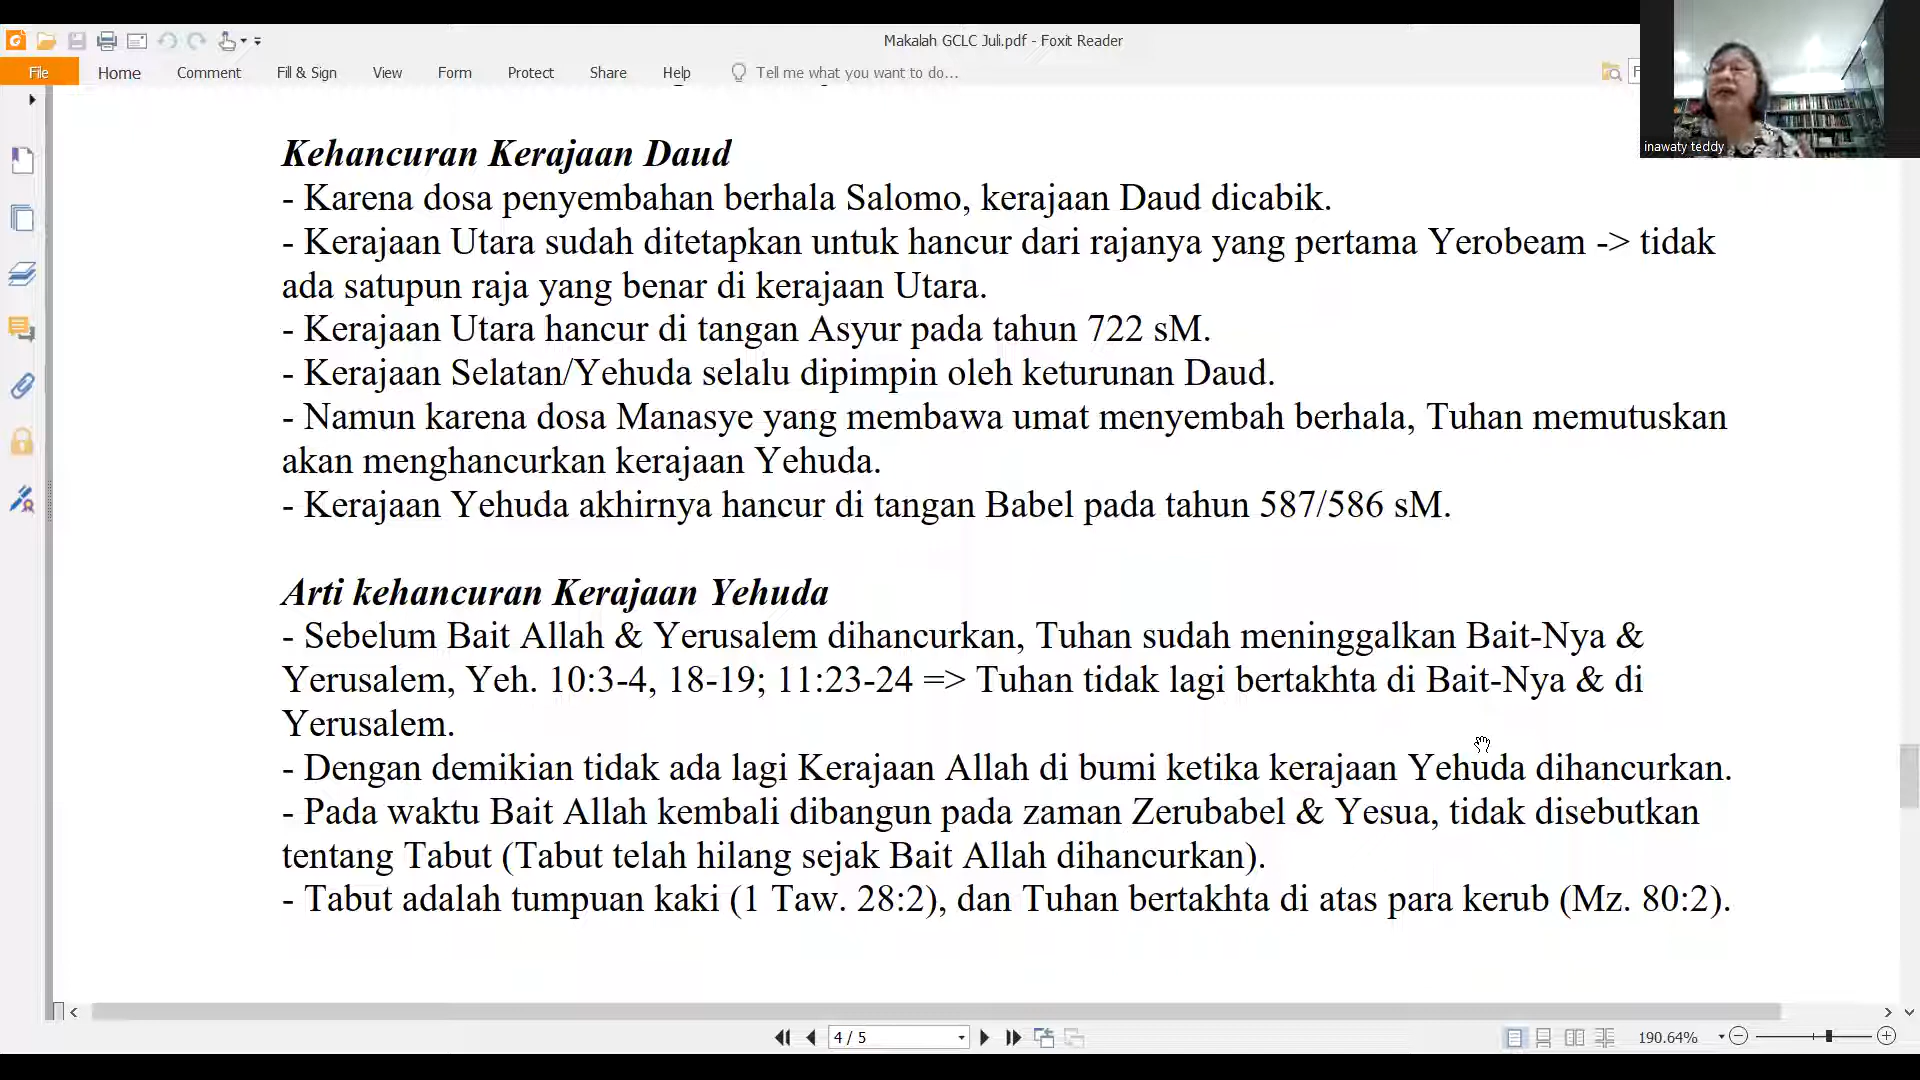 Makalah GCLC Juli.pdf - Foxit Reader
File Home Comment Fill & Sign View Form Protect Share Help Tell me what you want to do...
inawaty teddy
Kehancuran Kerajaan Daud
- Karena dosa penyembahan berhala Salomo, kerajaan Daud dicabik.
- Kerajaan Utara sudah ditetapkan untuk hancur dari rajanya yang pertama Yerobeam -> tidak
ada satupun raja yang benar di kerajaan Utara.
- Kerajaan Utara hancur di tangan Asyur pada tahun 722 sM.
- Kerajaan Selatan/Yehuda selalu dipimpin oleh keturunan Daud.
- Namun karena dosa Manasye yang membawa umat menyembah berhala, Tuhan memutuskan
akan menghancurkan kerajaan Yehuda.
- Kerajaan Yehuda akhirnya hancur di tangan Babel pada tahun 587/586 sM.
Arti kehancuran Kerajaan Yehuda
- Sebelum Bait Allah & Yerusalem dihancurkan, Tuhan sudah meninggalkan Bait-Nya &
Yerusalem, Yeh. 10:3-4, 18-19; 11:23-24 => Tuhan tidak lagi bertakhta di Bait-Nya & di
Yerusalem.
- Dengan demikian tidak ada lagi Kerajaan Allah di bumi ketika kerajaan Yehuda dihancurkan.
- Pada waktu Bait Allah kembali dibangun pada zaman Zerubabel & Yesua, tidak disebutkan
tentang Tabut (Tabut telah hilang sejak Bait Allah dihancurkan).
- Tabut adalah tumpuan kaki (1 Taw. 28:2), dan Tuhan bertakhta di atas para kerub (Mz. 80:2).
4 / 5
190.64%